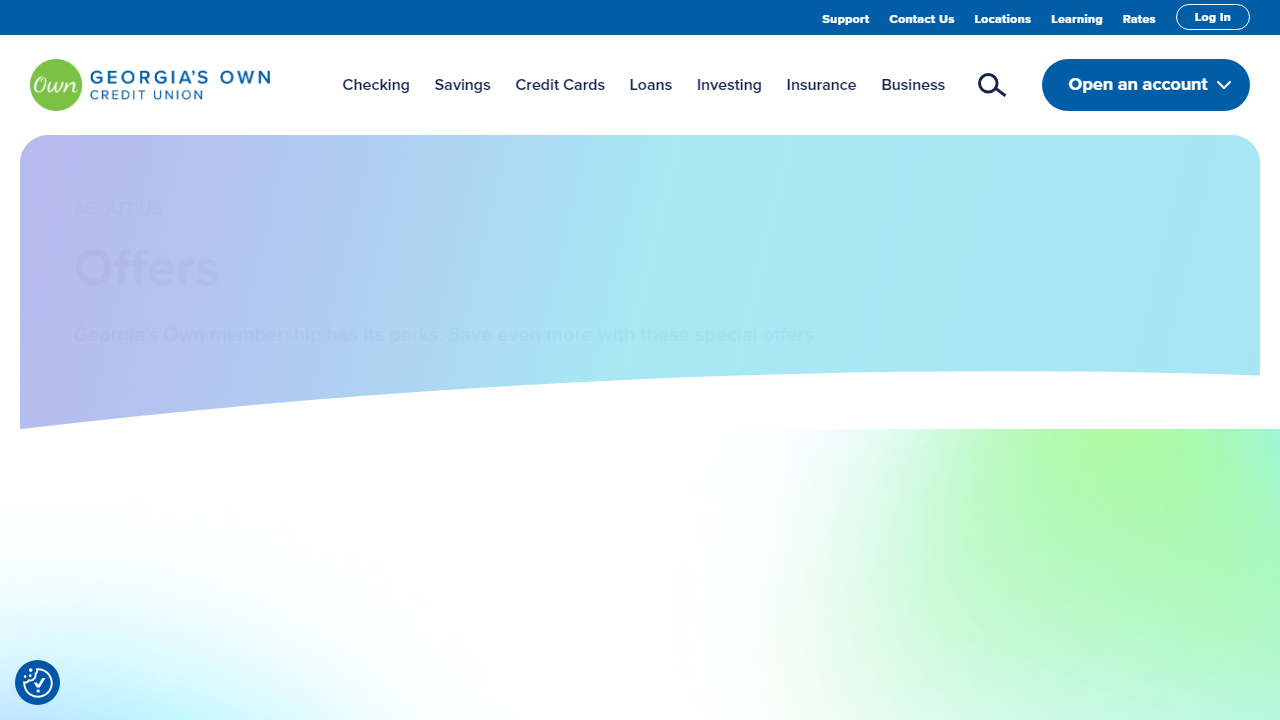 Support Contact Us Locations Learning Rates Log In
Own GEORGIA'S OWN
CREDIT UNION
Checking Savings Credit Cards Loans Investing Insurance Business Open an account
ABOUT US
Offers
Georgia's Own membership has its perks. Save even more with these special offers.